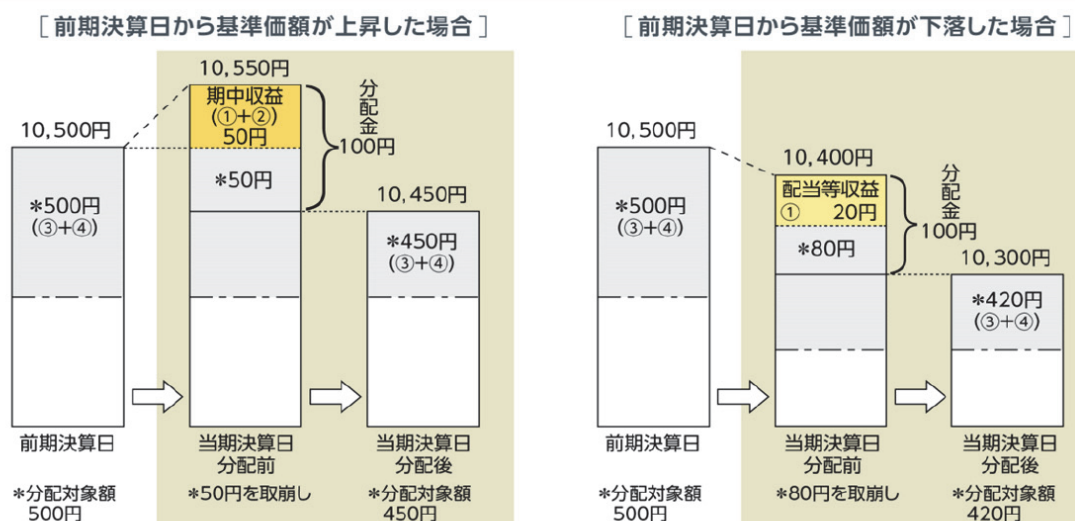 [前期決算日から基準価額が上昇した場合]
10,550円
期中収益
(①+②)
50円
分配金
100円
10,500円
*500円
(③+④)
*50円
10,450円
*450円
(③+④)
前期決算日
当期決算日
分配前
当期決算日
分配後
*分配対象額
500円
*50円を取崩し
*分配対象額
450円
[前期決算日から基準価額が下落した場合]
10,500円
*500円
(③+④)
10,400円
配当等収益
① 20円
分配金
100円
*80円
10,300円
*420円
(③+④)
前期決算日
当期決算日
分配前
当期決算日
分配後
*分配対象額
500円
*80円を取崩し
*分配対象額
420円